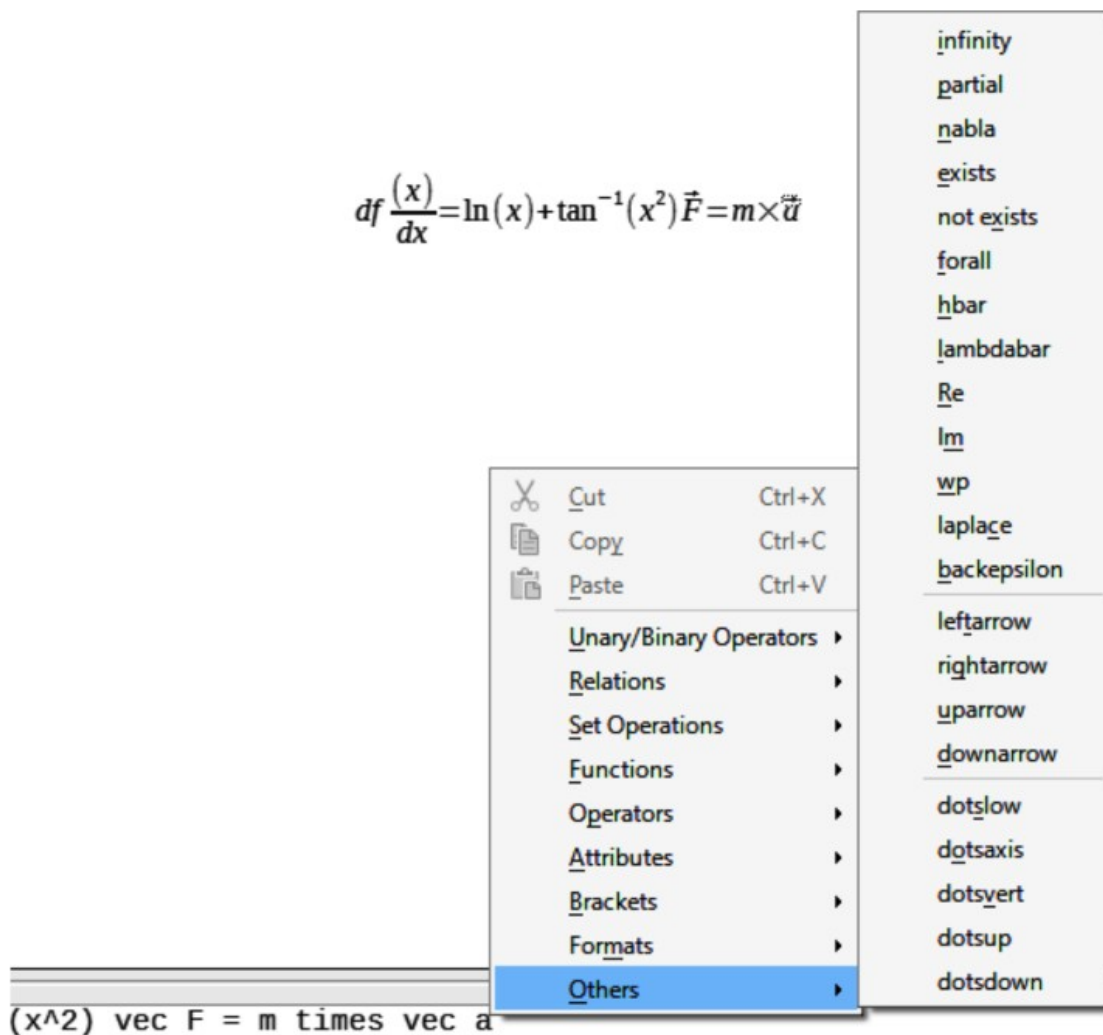 df (x)/dx = ln(x) + tan⁻¹(x²) F⃗ = m × a⃗
Cut Ctrl+X
Copy Ctrl+C
Paste Ctrl+V
Unary/Binary Operators
Relations
Set Operations
Functions
Operators
Attributes
Brackets
Formats
Others
infinity
partial
nabla
exists
not exists
forall
hbar
lambdabar
Re
Im
wp
laplace
backepsilon
leftarrow
rightarrow
uparrow
downarrow
dotslow
dotsaxis
dotsvert
dotsup
dotsdown
(x^2) vec F = m times vec a